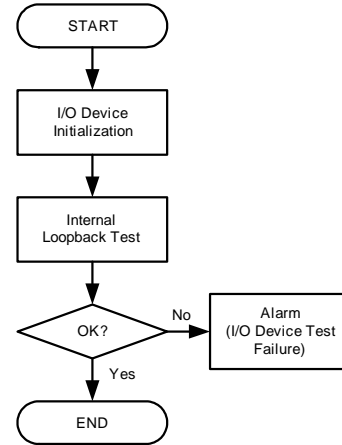 START
I/O Device
Initialization
Internal
Loopback Test
OK?
No
Alarm
(I/O Device Test
Failure)
Yes
END